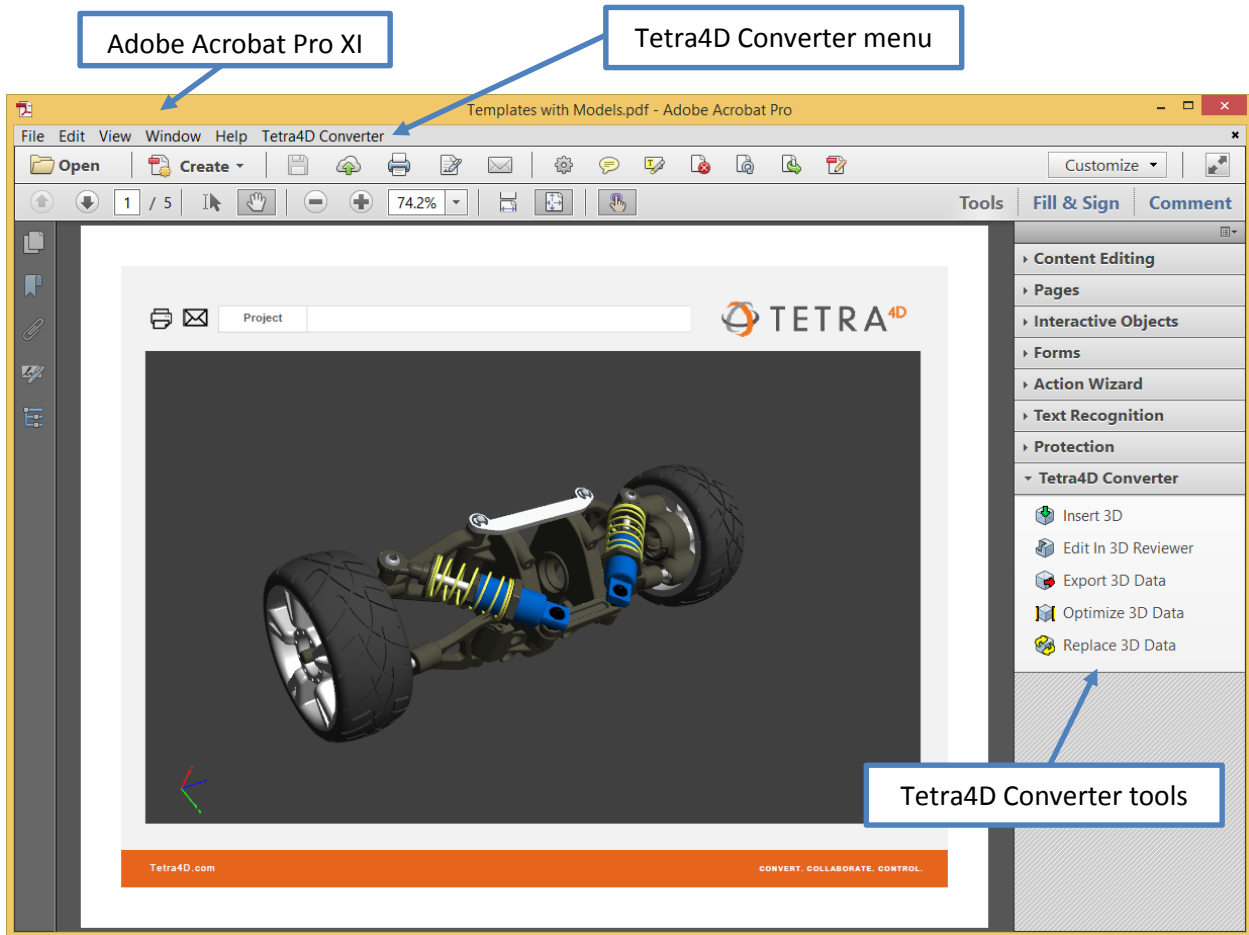 Adobe Acrobat Pro XI
Tetra4D Converter menu
Templates with Models.pdf - Adobe Acrobat Pro
File Edit View Window Help Tetra4D Converter
Open Create Customize
1 / 5 74.2% Tools Fill & Sign Comment
Content Editing
Pages
Interactive Objects
Forms
Action Wizard
Text Recognition
Protection
Tetra4D Converter
Insert 3D
Edit In 3D Reviewer
Export 3D Data
Optimize 3D Data
Replace 3D Data
Project
TETRA4D
Tetra4D Converter tools
Tetra4D.com CONVERT. COLLABORATE. CONTROL.